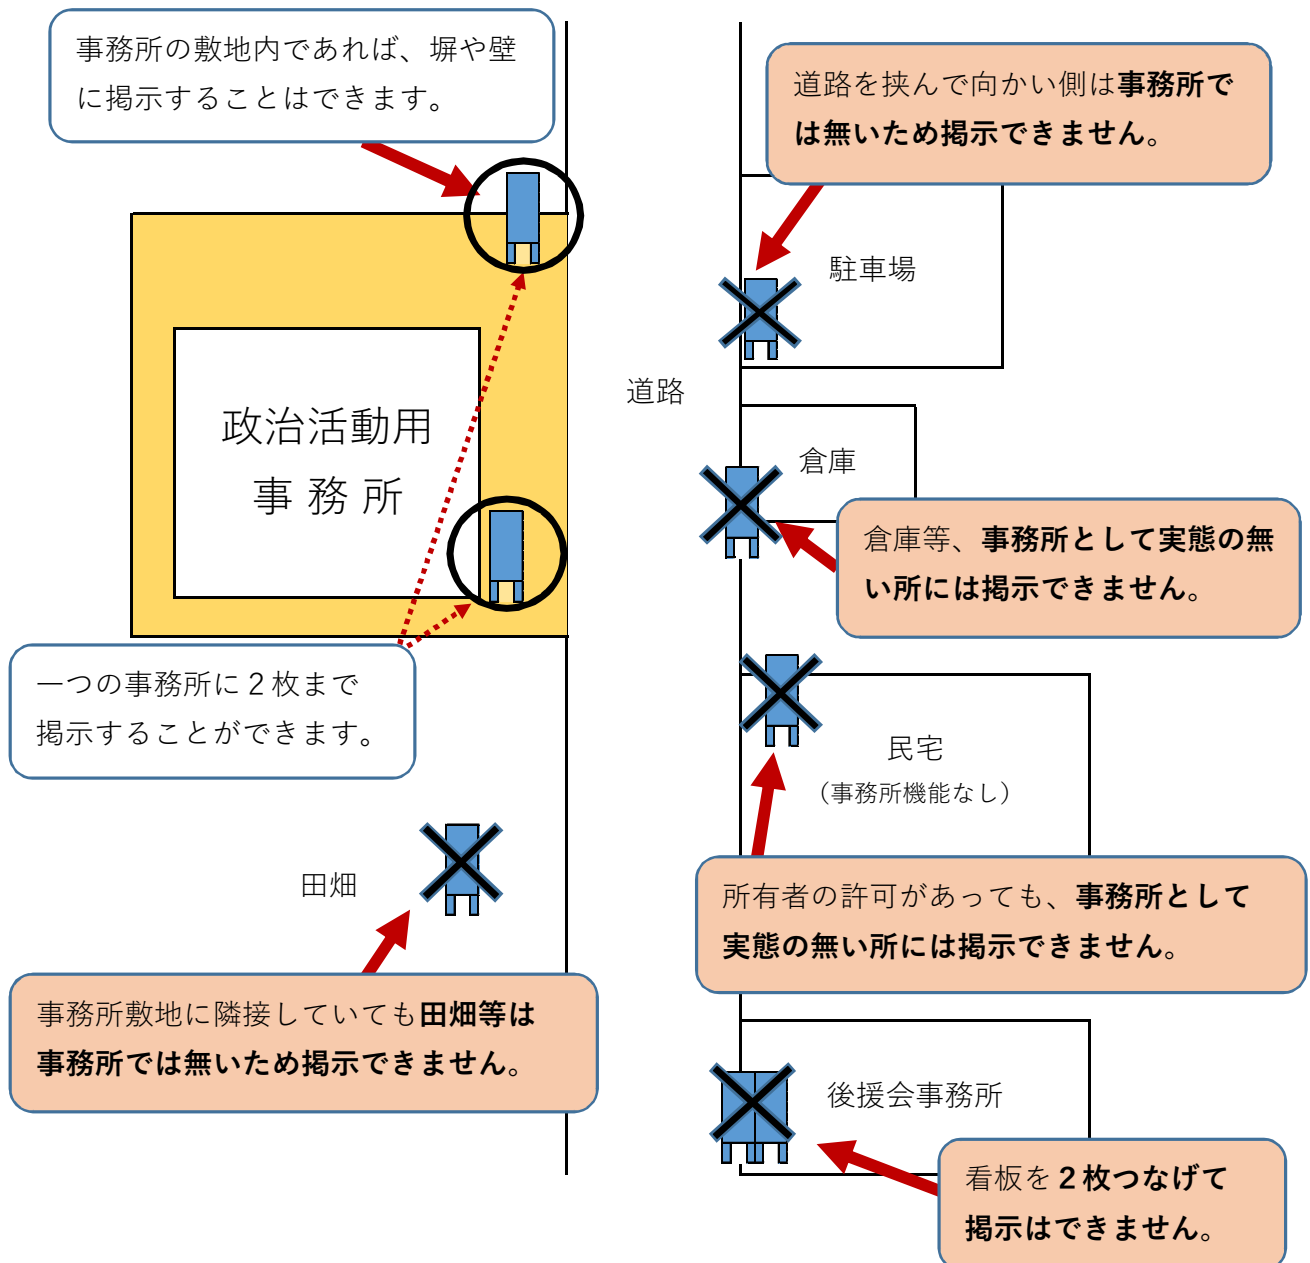 事務所の敷地内であれば、塀や壁
に掲示することはできます。
道路を挟んで向かい側は事務所で
は無いため掲示できません。
駐車場
道路
政治活動用
事務所
倉庫
倉庫等、事務所として実態の無
い所には掲示できません。
一つの事務所に２枚まで
掲示することができます。
民宅
（事務所機能なし）
田畑
所有者の許可があっても、事務所として
実態の無い所には掲示できません。
事務所敷地に隣接していても田畑等は
事務所では無いため掲示できません。
後援会事務所
看板を２枚つなげて
掲示はできません。